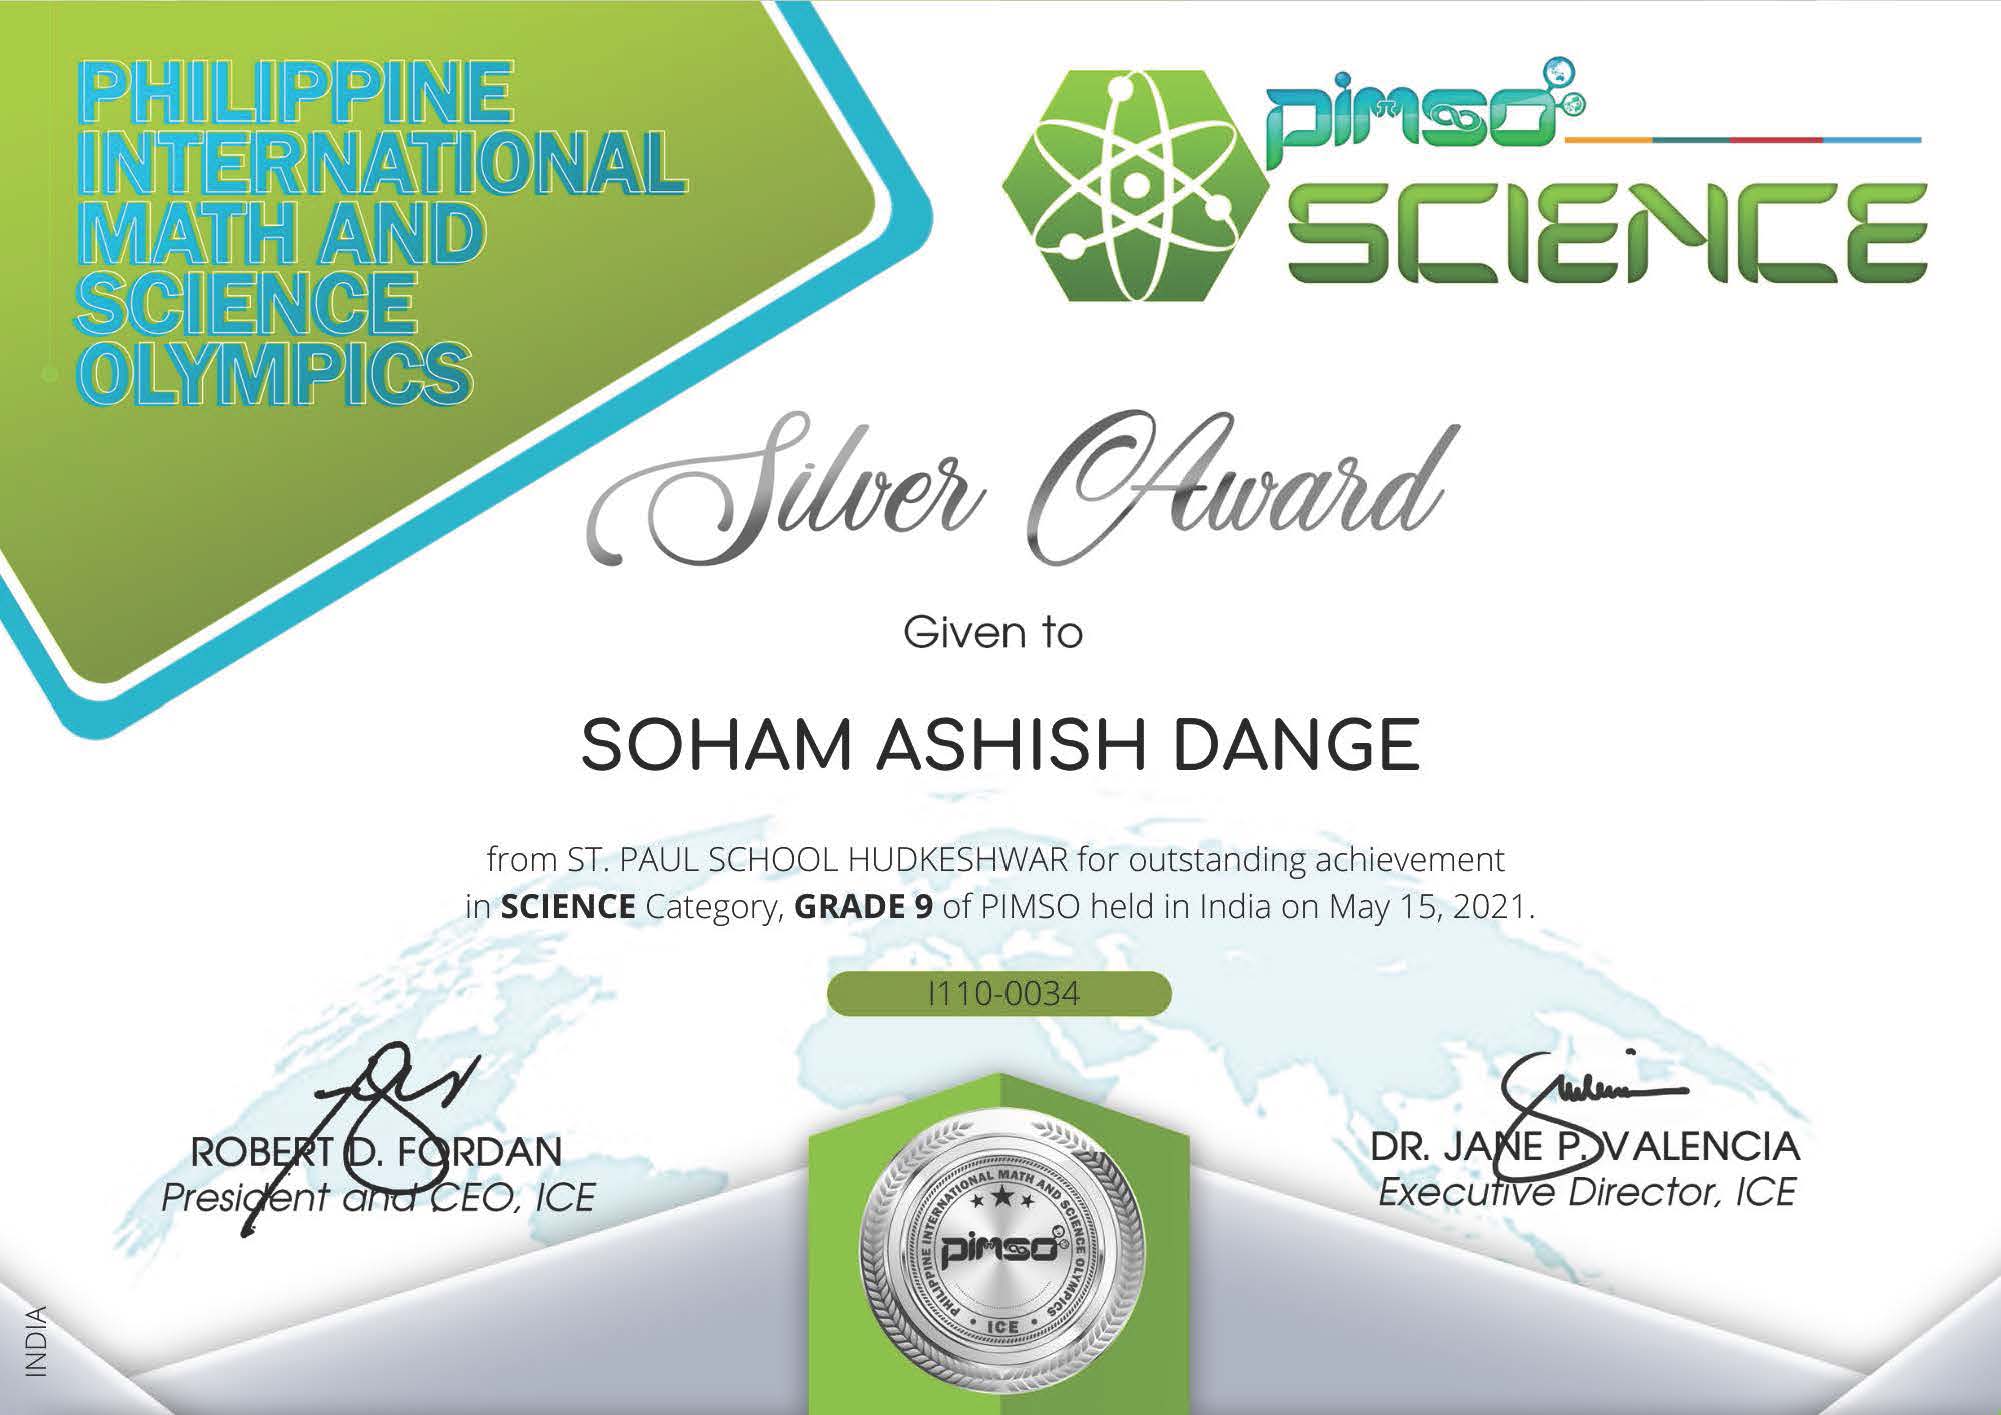 PHILIPPINE
INTERNATIONAL
MATH AND
SCIENCE
OLYMPICS
pimso
SCIENCE
Silver Award
Given to
SOHAM ASHISH DANGE
from ST. PAUL SCHOOL HUDKESHWAR for outstanding achievement
in SCIENCE Category, GRADE 9 of PIMSO held in India on May 15, 2021.
I110-0034
ROBERT D. FORDAN
President and CEO, ICE
DR. JANE P. VALENCIA
Executive Director, ICE
PHILIPPINE INTERNATIONAL MATH AND SCIENCE OLYMPICS
pimso
• ICE •
INDIA